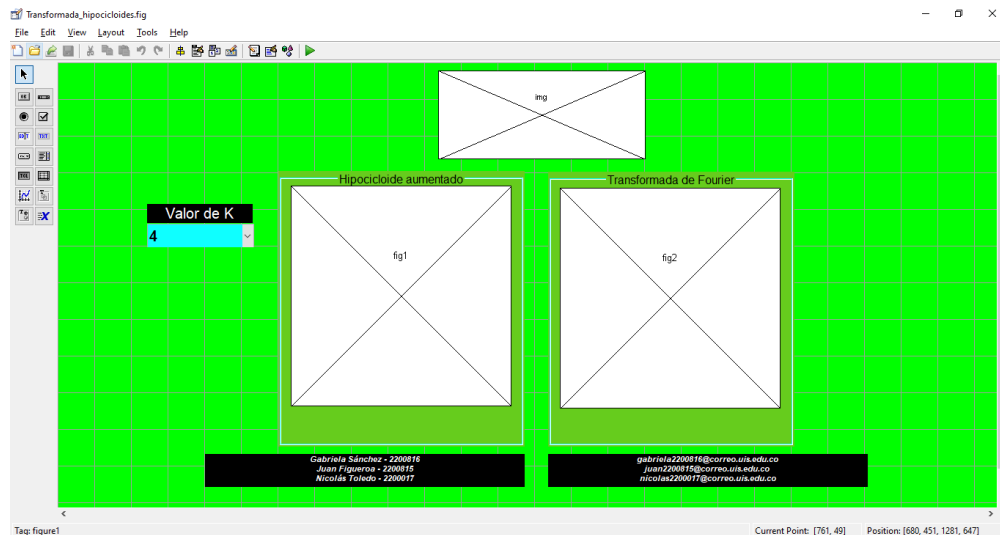 Transformada_hipocicloides.fig
File Edit View Layout Tools Help
img
Hipocicloide aumentado
Transformada de Fourier
Valor de K
4
fig1
fig2
Gabriela Sánchez - 2200816
Juan Figueroa - 2200815
Nicolás Toledo - 2200017
gabriela2200816@correo.uis.edu.co
juan2200815@correo.uis.edu.co
nicolas2200017@correo.uis.edu.co
Tag: figure1
Current Point: [761, 49]
Position: [680, 451, 1281, 647]